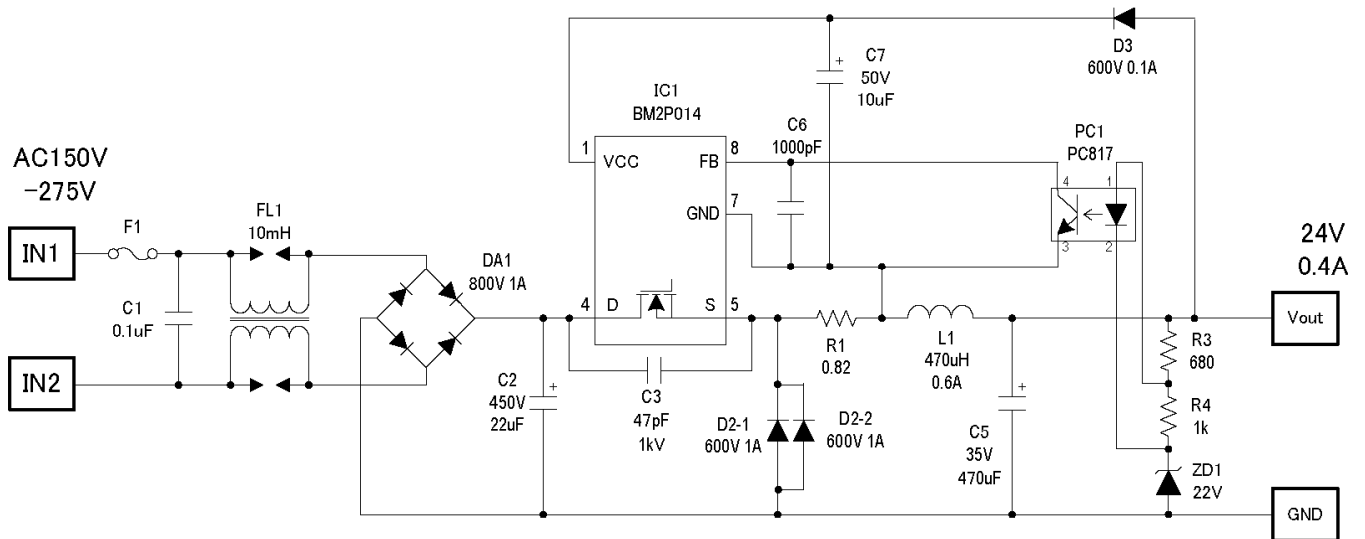 C7
50V
10uF
D3
600V 0.1A
IC1
BM2P014
C6
1000pF
PC1
PC817
1
VCC
FB
8
4
1
AC150V
-275V
GND
7
3
2
24V
0.4A
F1
FL1
10mH
IN1
DA1
800V 1A
C1
0.1uF
4
D
S
5
Vout
R1
0.82
L1
470uH
0.6A
R3
680
IN2
C2
450V
22uF
C3
47pF
1kV
D2-1
600V 1A
D2-2
600V 1A
C5
35V
470uF
R4
1k
ZD1
22V
GND